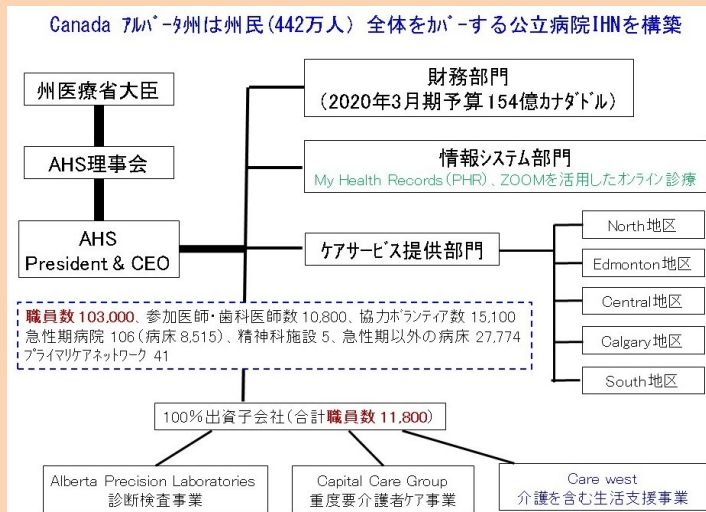 Canada ｱﾙﾊﾞｰﾀ州は州民(442万人) 全体をｶﾊﾞｰする公立病院IHNを構築
州医療省大臣
AHS理事会
AHS
President & CEO
財務部門
(2020年3月期予算 154億カナダﾄﾞﾙ)
情報システム部門
My Health Records(PHR)、ZOOMを活用したオンライン診療
ケアサービス提供部門
North地区
Edmonton地区
Central地区
Calgary地区
South地区
職員数 103,000、参加医師・歯科医師数 10,800、協力ﾎﾞﾗﾝﾃｨｱ数 15,100
急性期病院 106(病床 8,515)、精神科施設 5、急性期以外の病床 27,774
ﾌﾟﾗｲﾏﾘｹｱﾈｯﾄﾜｰｸ 41
100％出資子会社(合計職員数 11,800)
Alberta Precision Laboratories
診断検査事業
Capital Care Group
重度要介護者ｹｱ事業
Care west
介護を含む生活支援事業